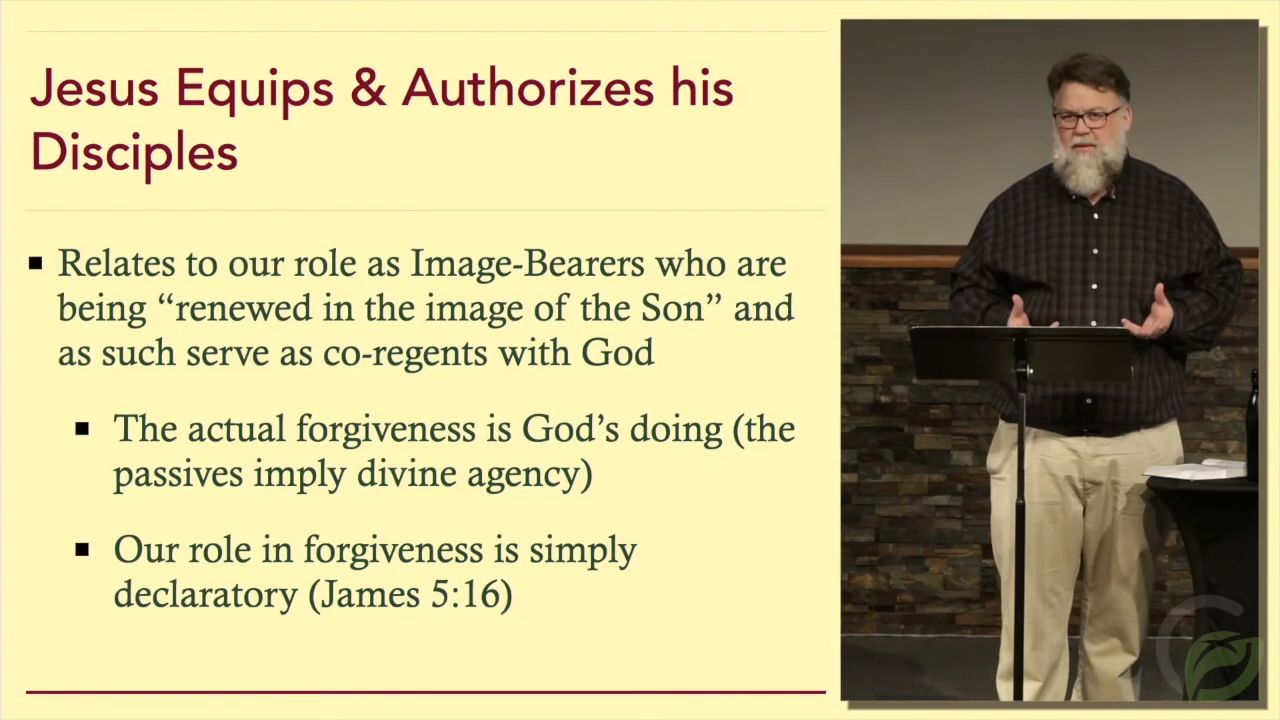 Jesus Equips & Authorizes his
Disciples
Relates to our role as Image-Bearers who are
being “renewed in the image of the Son” and
as such serve as co-regents with God
The actual forgiveness is God’s doing (the
passives imply divine agency)
Our role in forgiveness is simply
declaratory (James 5:16)